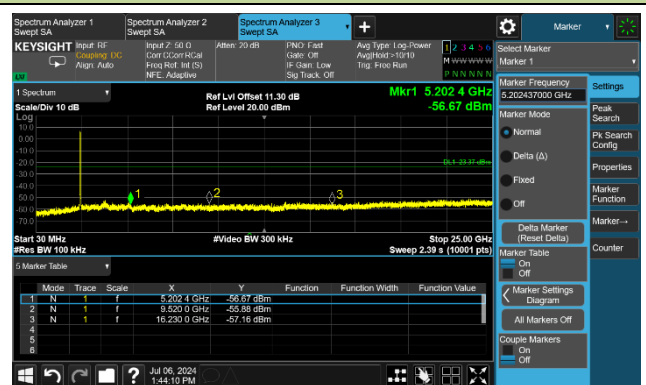 Spectrum Analyzer 1
Swept SA
Spectrum Analyzer 2
Swept SA
Spectrum Analyzer 3
Swept SA
Marker
KEYSIGHT
Input: RF
Coupling: DC
Align: Auto
Input Z: 50 Ω
Corr CCorr RCal
Freq Ref: Int (S)
NFE: Adaptive
Atten: 20 dB
PNO: Fast
Gate: Off
IF Gain: Low
Sig Track: Off
Avg Type: Log-Power
Avg|Hold:>10/10
Trig: Free Run
1 2 3 4 5 6
M W W W W W
P N N N N N
LXI
Select Marker
Marker 1
1 Spectrum
Scale/Div 10 dB
Ref Lvl Offset 11.30 dB
Ref Level 20.00 dBm
Mkr1 5.202 4 GHz
-56.67 dBm
Log
10.0
0.00
-10.0
-20.0
-30.0
-40.0
-50.0
-60.0
-70.0
DL1 -23.37 dBm
1
2
3
Start 30 MHz
#Res BW 100 kHz
#Video BW 300 kHz
Stop 25.00 GHz
Sweep 2.39 s (10001 pts)
5 Marker Table
Mode Trace Scale X Y Function Function Width Function Value
1 N 1 f 5.202 4 GHz -56.67 dBm
2 N 1 f 9.520 0 GHz -55.88 dBm
3 N 1 f 16.230 0 GHz -57.16 dBm
4
5
6
Marker Frequency
5.202437000 GHz
Marker Mode
Normal
Delta (Δ)
Fixed
Off
Delta Marker
(Reset Delta)
Marker Table
On
Off
Marker Settings
Diagram
All Markers Off
Couple Markers
On
Off
Settings
Peak
Search
Pk Search
Config
Properties
Marker
Function
Marker→
Counter
Jul 06, 2024
1:44:10 PM